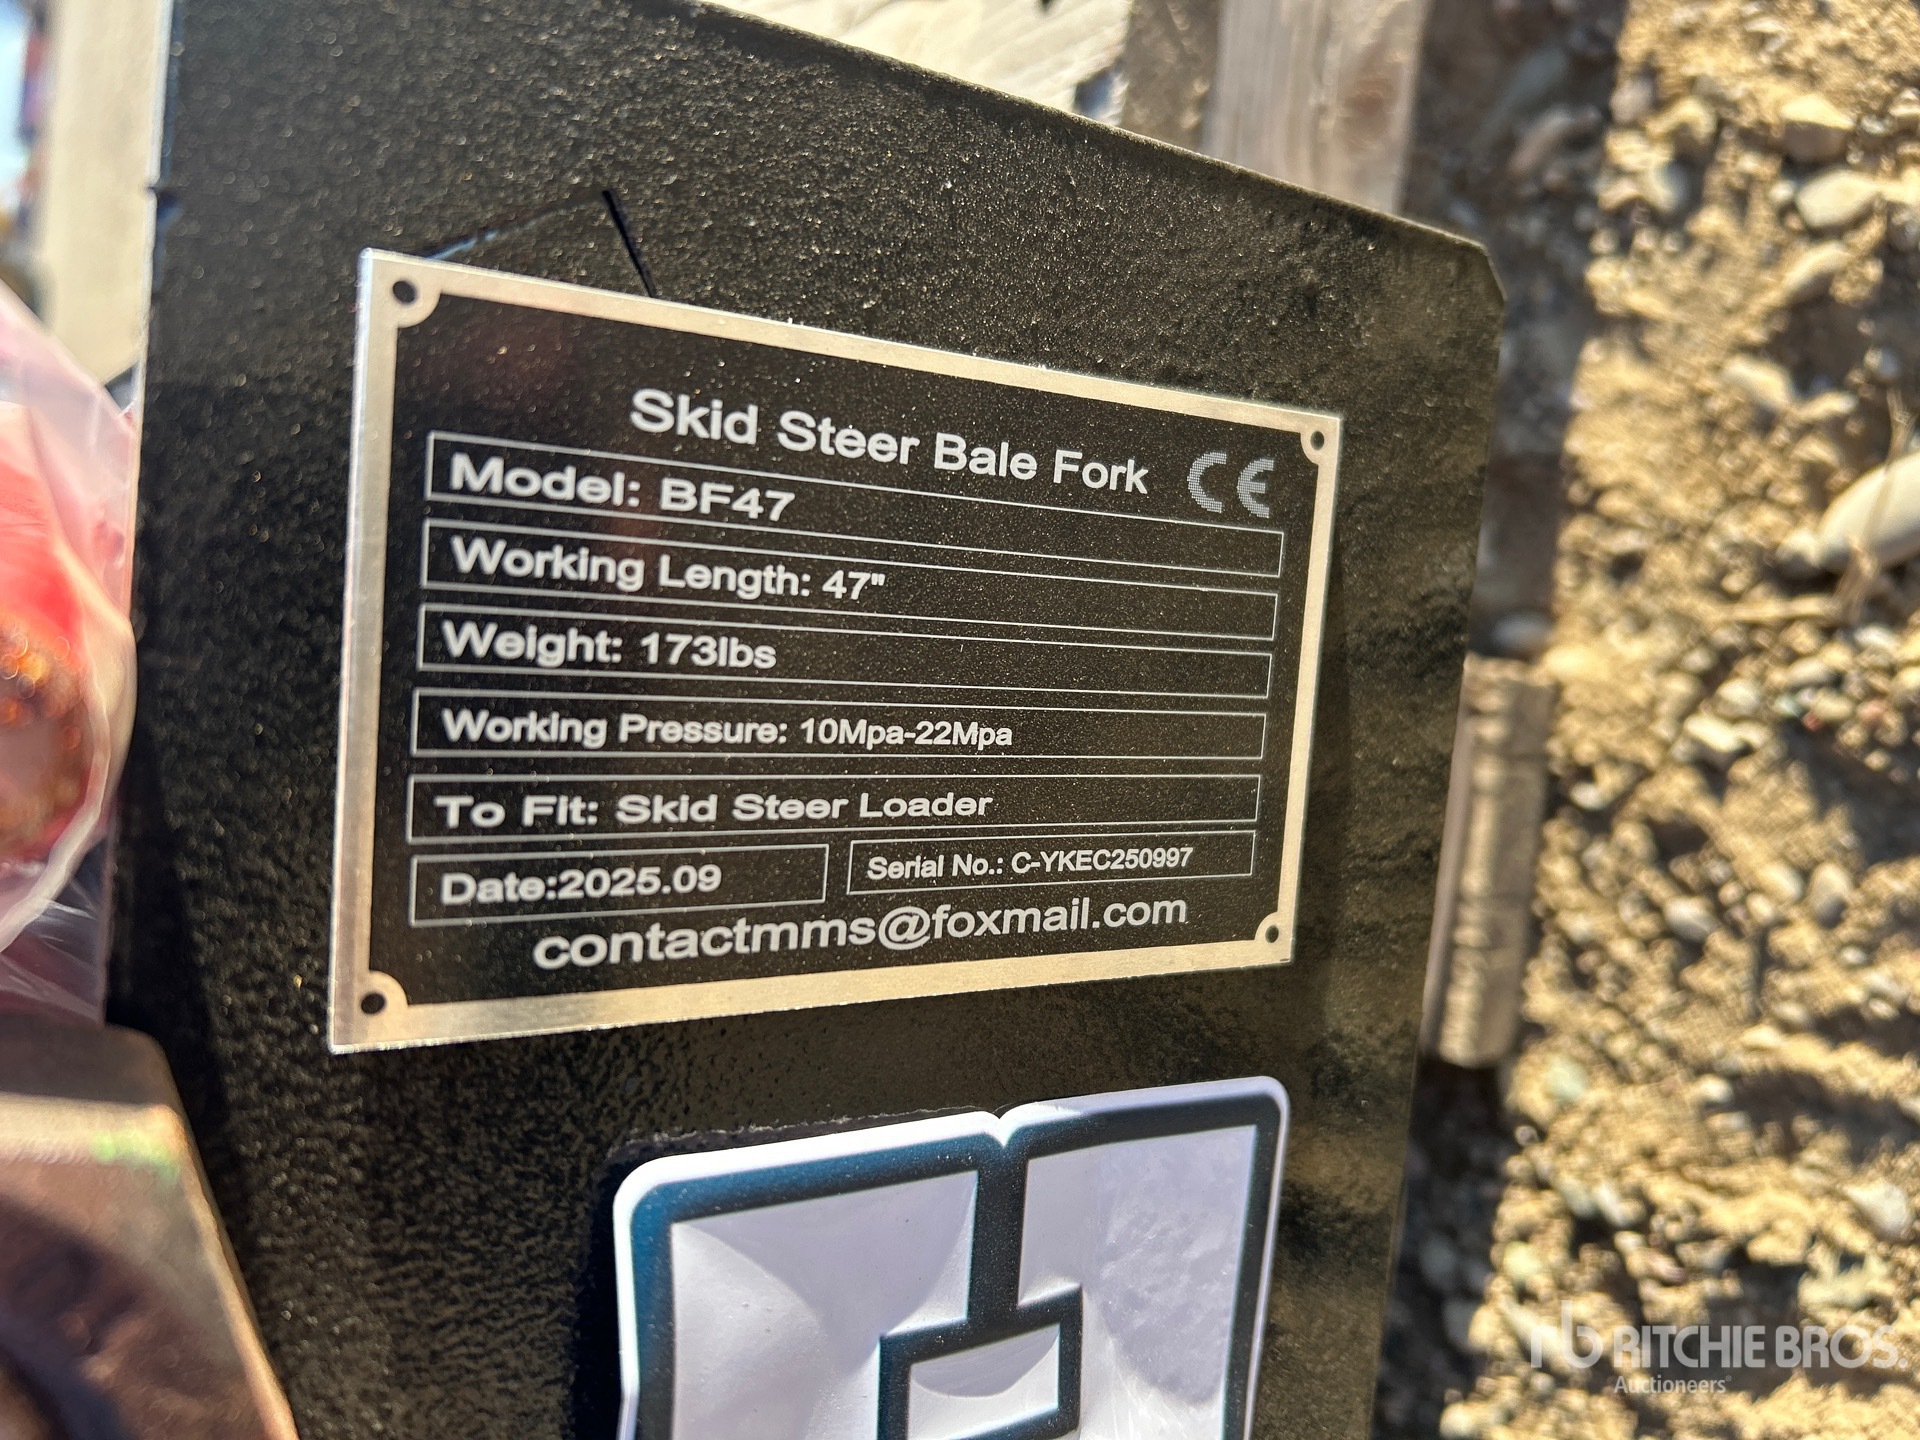 Skid Steer Bale Fork CE
Model: BF47
Working Length: 47"
Weight: 173lbs
Working Pressure: 10Mpa-22Mpa
To Fit: Skid Steer Loader
Date:2025.09
Serial No.: C-YKEC250997
contactmms@foxmail.com
rb RITCHIE BROS.
Auctioneers